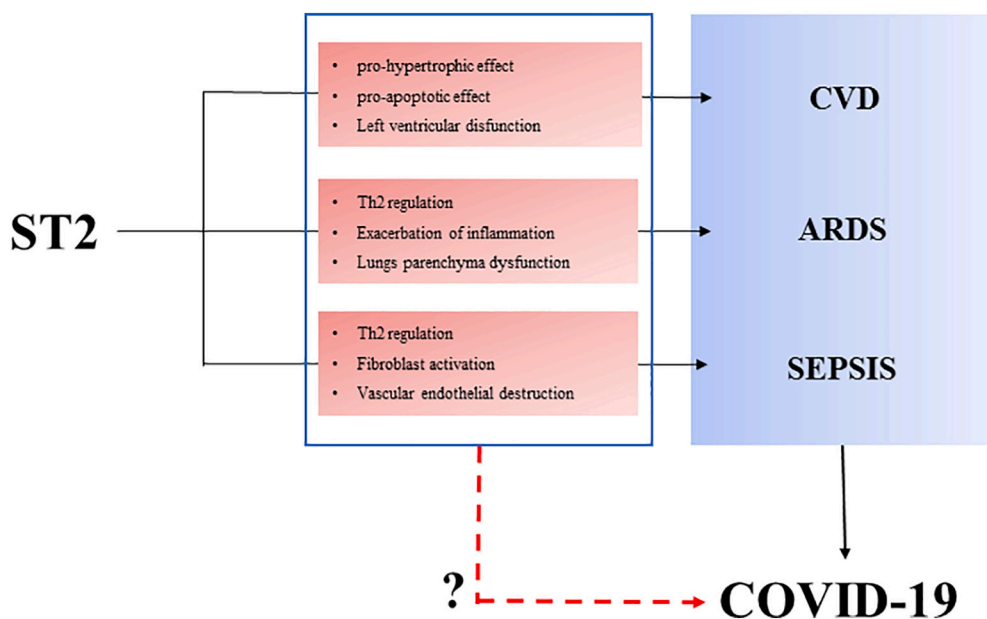 ST2
• pro-hypertrophic effect
• pro-apoptotic effect
• Left ventricular disfunction
• Th2 regulation
• Exacerbation of inflammation
• Lungs parenchyma dysfunction
• Th2 regulation
• Fibroblast activation
• Vascular endothelial destruction
CVD
ARDS
SEPSIS
?
COVID-19